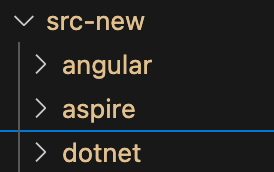 src-new
angular
aspire
dotnet